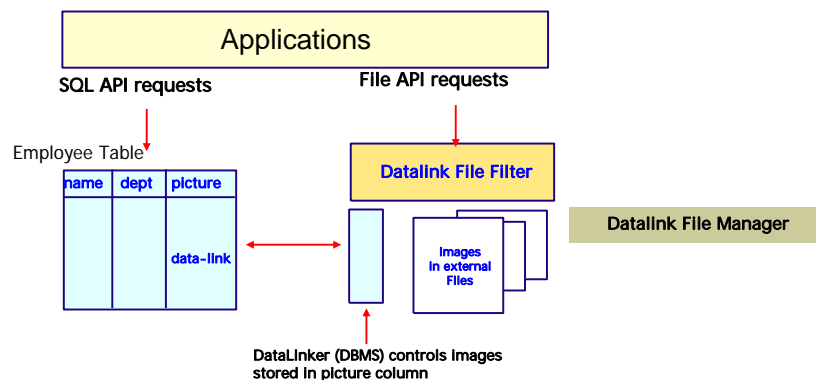 Applications
SQL API requests
File API requests
Employee Table
name dept picture
data-link
Datalink File Filter
Images
in external
Files
Datalink File Manager
DataLinker (DBMS) controls images
stored in picture column